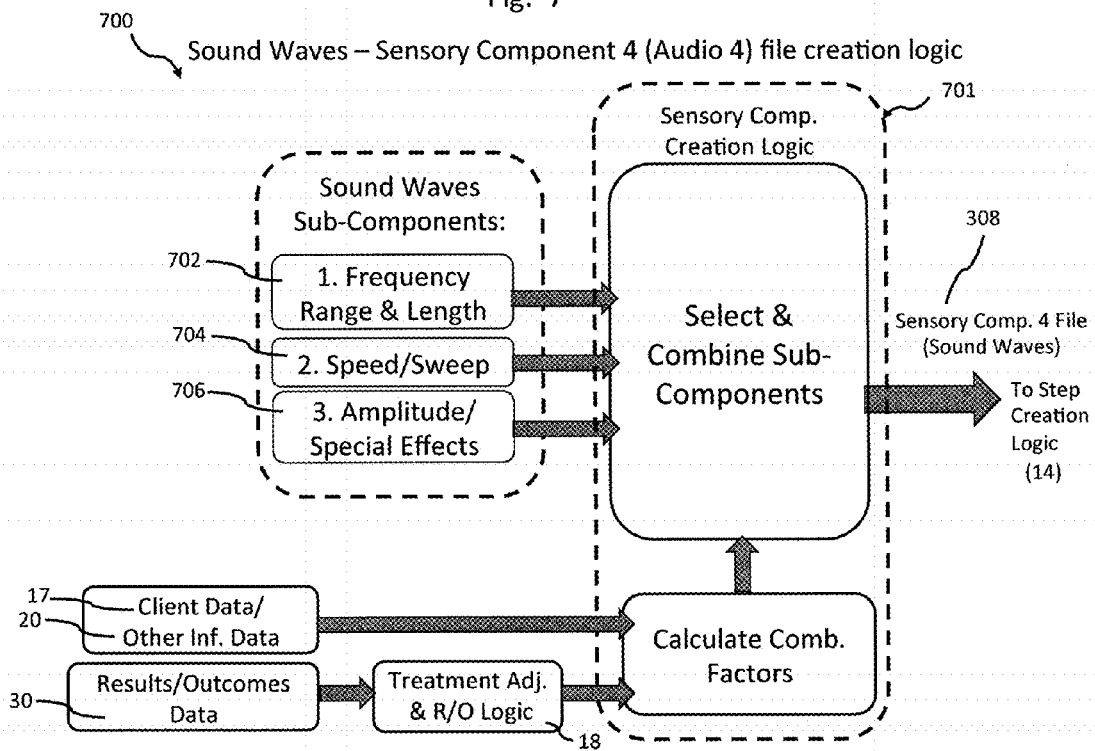 Fig. 7
700
Sound Waves – Sensory Component 4 (Audio 4) file creation logic
701
Sensory Comp.
Creation Logic
Sound Waves
Sub-Components:
702
1. Frequency
Range & Length
704
2. Speed/Sweep
706
3. Amplitude/
Special Effects
Select &
Combine Sub-
Components
308
Sensory Comp. 4 File
(Sound Waves)
To Step
Creation
Logic
(14)
17
Client Data/
20
Other Inf. Data
Calculate Comb.
Factors
30
Results/Outcomes
Data
Treatment Adj.
& R/O Logic
18